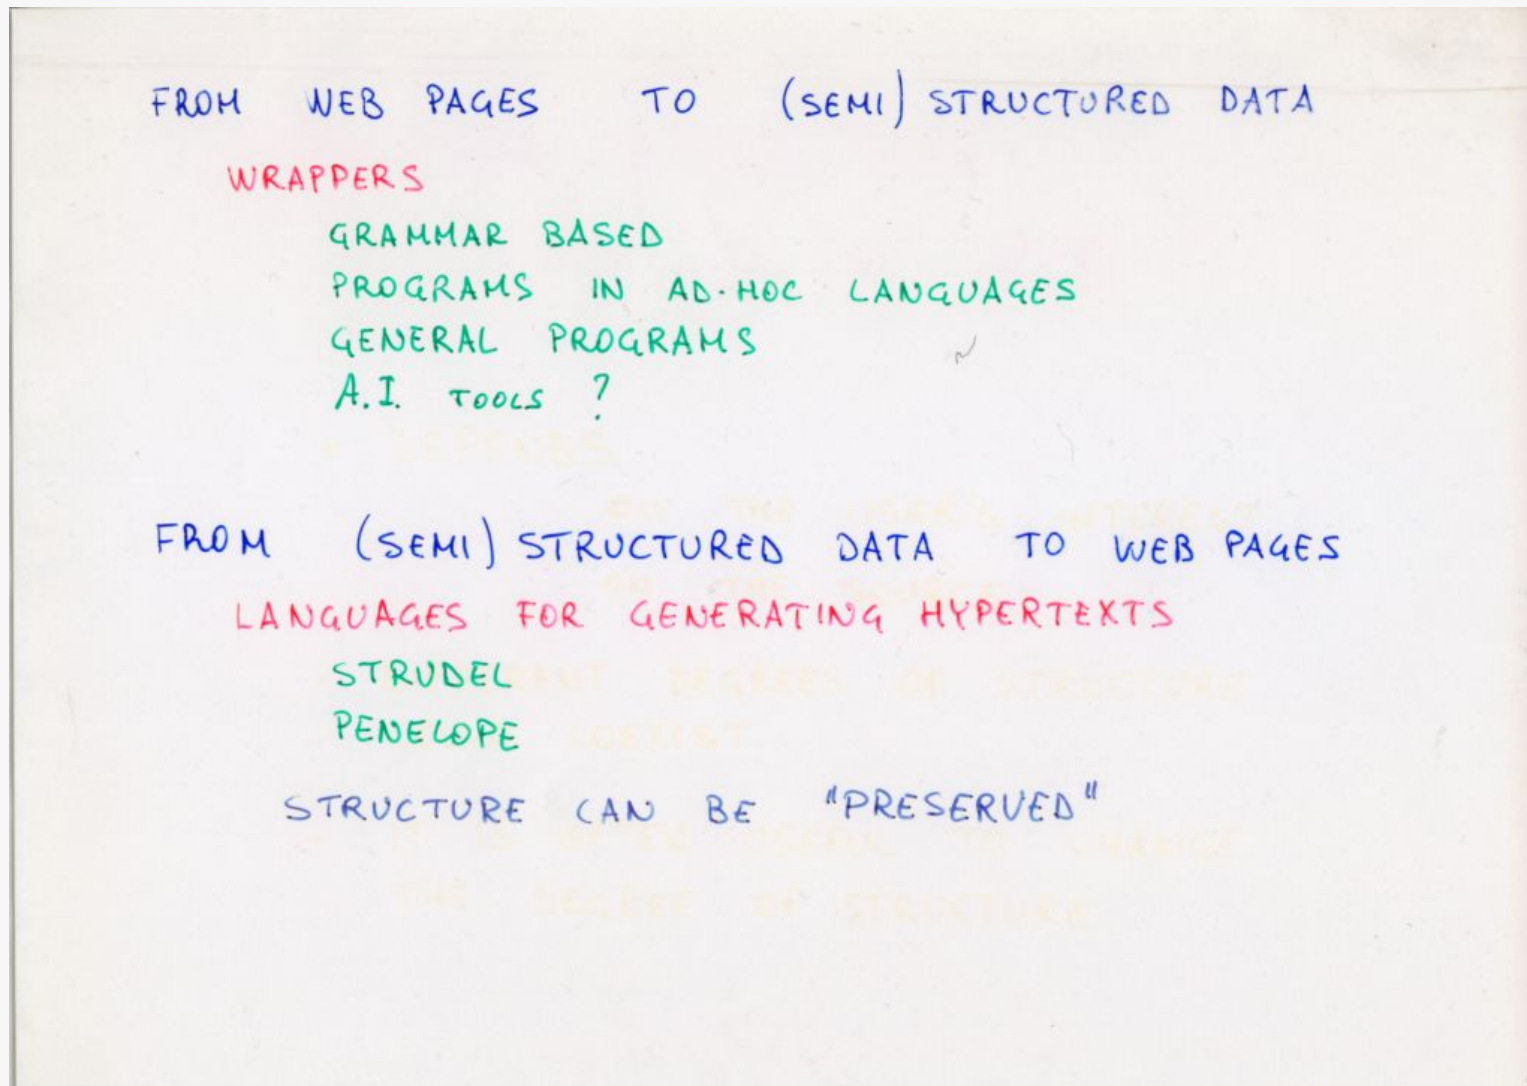 FROM WEB PAGES TO (SEMI) STRUCTURED DATA
WRAPPERS
GRAMMAR BASED
PROGRAMS IN AD-HOC LANGUAGES
GENERAL PROGRAMS
A.I. TOOLS ?
FROM (SEMI) STRUCTURED DATA TO WEB PAGES
LANGUAGES FOR GENERATING HYPERTEXTS
STRUDEL
PENELOPE
STRUCTURE CAN BE "PRESERVED"